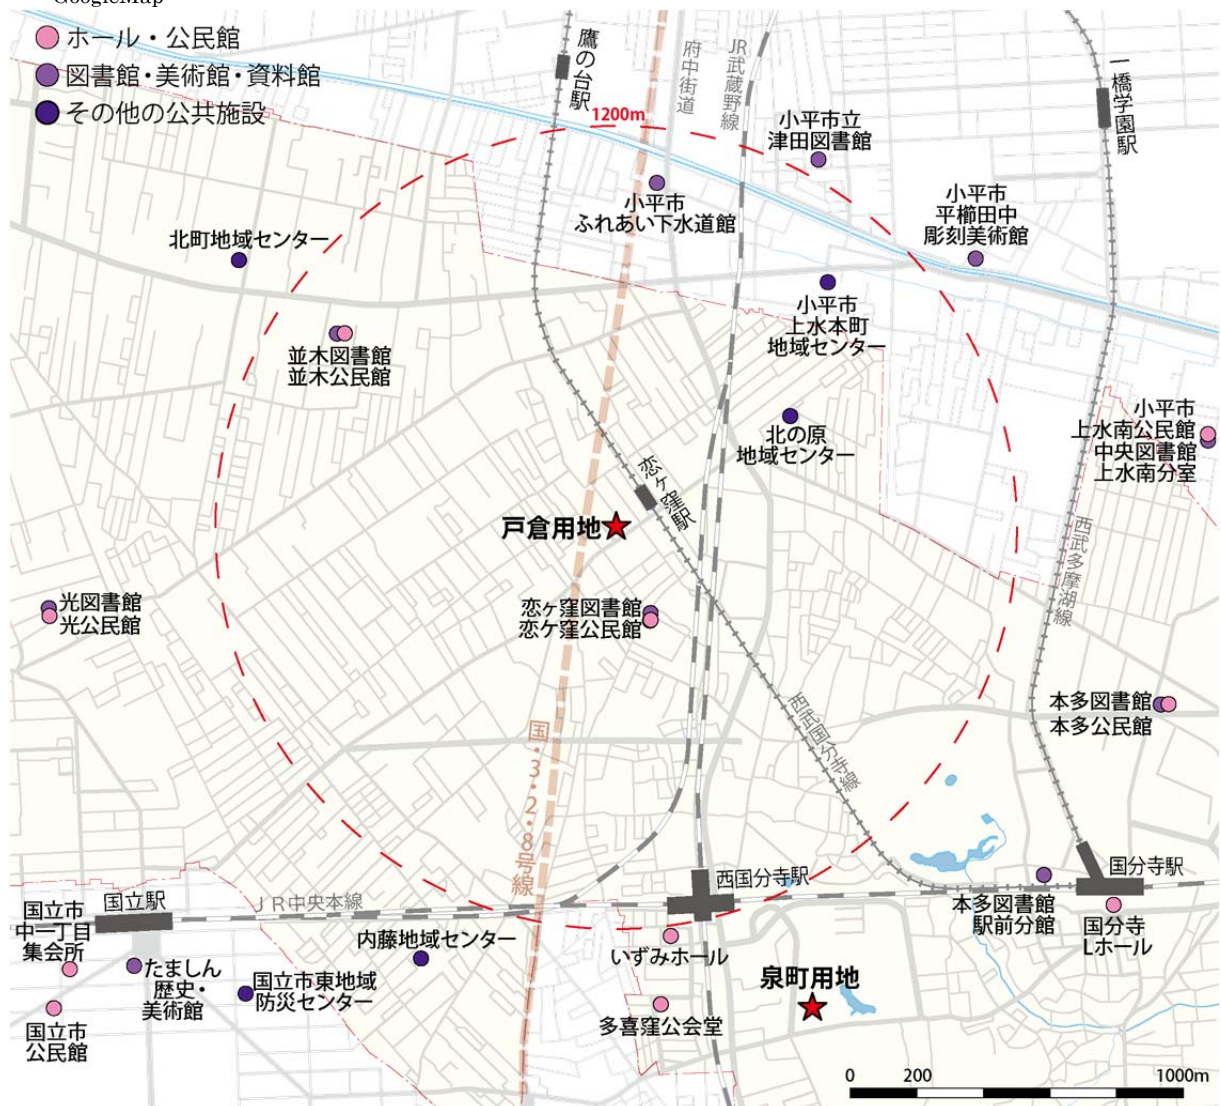 GoogleMap
ホール・公民館
図書館・美術館・資料館
その他の公共施設
鷹の台駅
府中街道
JR武蔵野線
一橋学園駅
1200m
小平市立
津田図書館
小平市
ふれあい下水道館
小平市
平櫛田中
彫刻美術館
北町地域センター
小平市
上水本町
地域センター
並木図書館
並木公民館
北の原
地域センター
小平市
上水南公民館
中央図書館
上水南分室
恋ヶ窪駅
戸倉用地
西武多摩湖線
光図書館
光公民館
恋ヶ窪図書館
恋ケ窪公民館
本多図書館
本多公民館
西武国分寺線
国・3・2・8号線
国立駅
JR中央本線
西国分寺駅
国分寺駅
本多図書館
駅前分館
国分寺
Lホール
国立市
中一丁目
集会所
たましん
歴史・
美術館
国立市東地域
防災センター
内藤地域センター
いずみホール
泉町用地
多喜窪公会堂
国立市
公民館
0 200 1000m